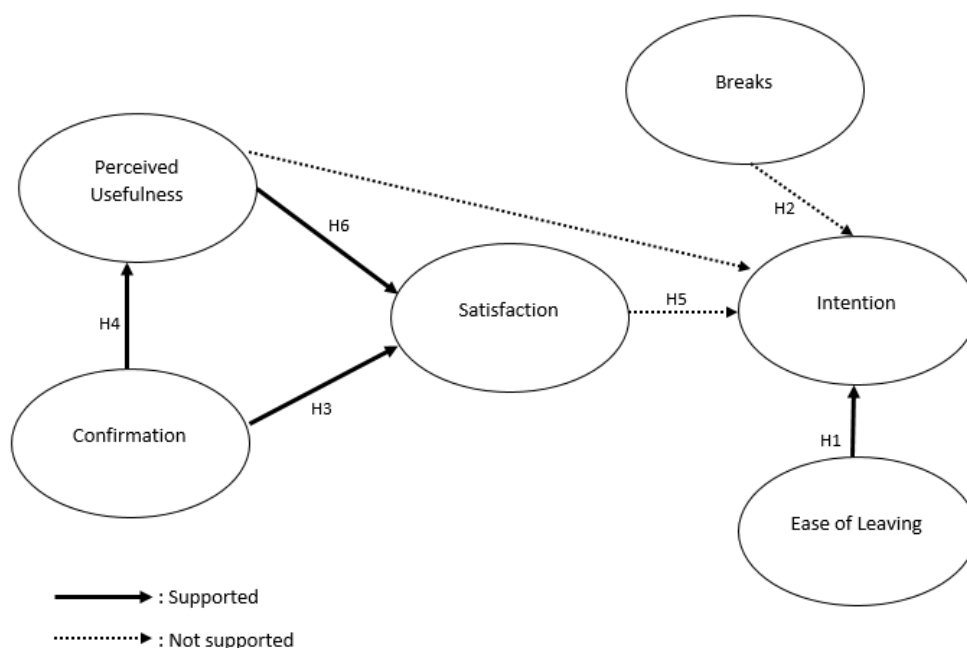 Breaks
Perceived
Usefulness
H2
H6
Satisfaction
H5
Intention
H4
H3
Confirmation
H1
Ease of Leaving
: Supported
: Not supported